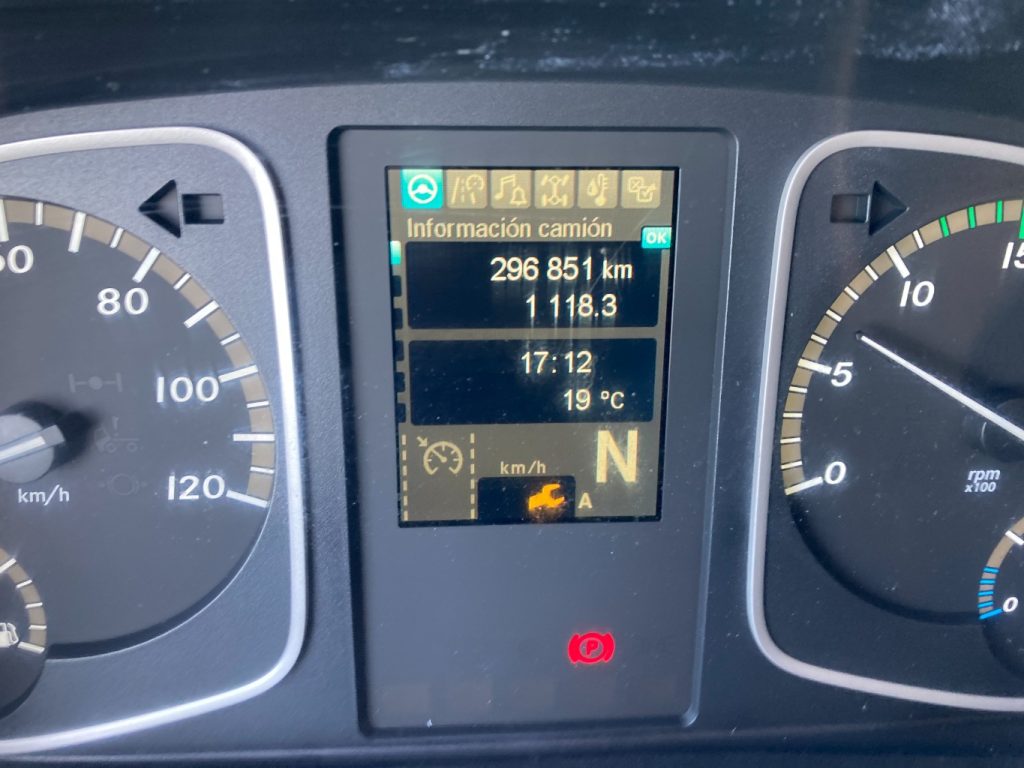 Información camión
OK
296 851 km
1 118.3
17:12
19 °C
km/h
N
A
P
80
100
120
km/h
10
5
0
rpm
x100
0